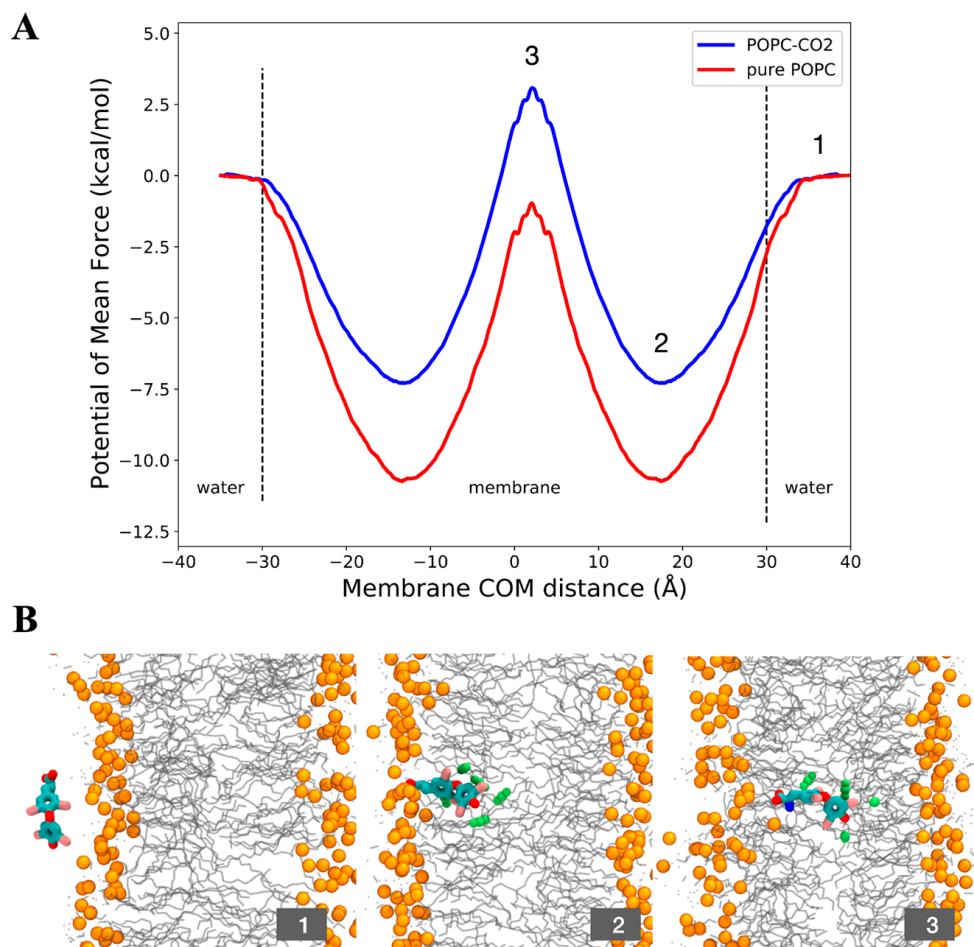 A
POPC-CO2
pure POPC
3
1
2
water
membrane
water
Potential of Mean Force (kcal/mol)
5.0
2.5
0.0
−2.5
−5.0
−7.5
−10.0
−12.5
−40
−30
−20
−10
0
10
20
30
40
Membrane COM distance (Å)
B
1
2
3